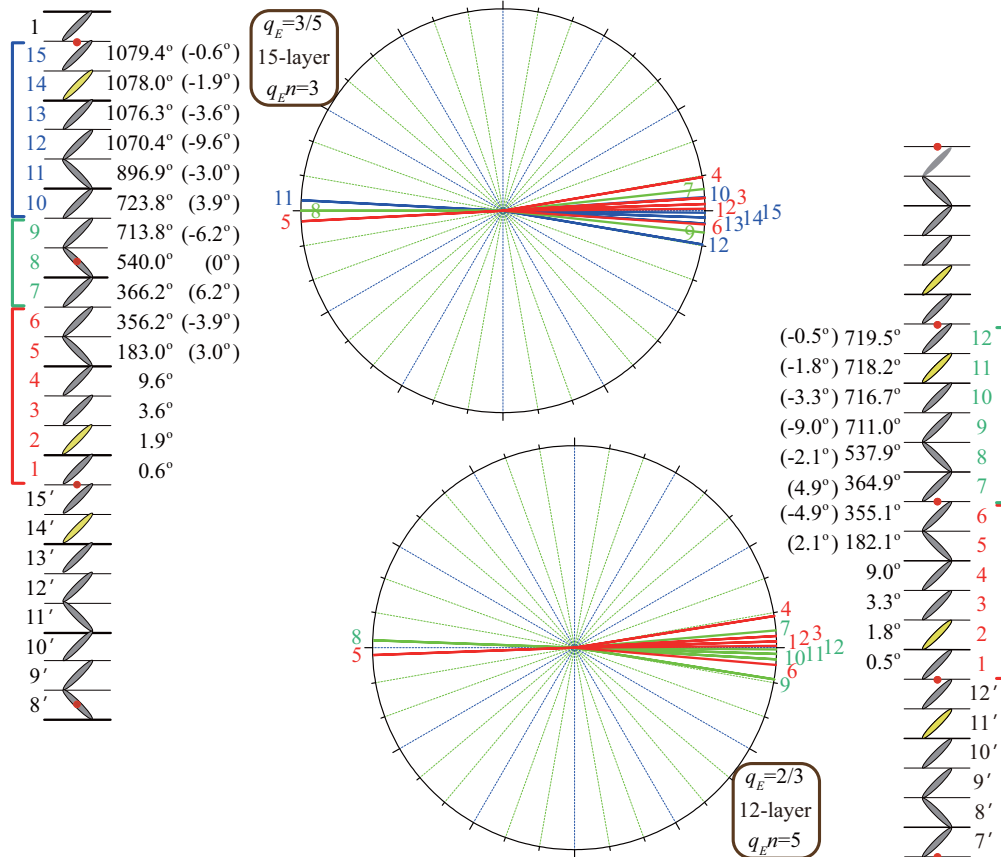 1
15 1079.4° (-0.6°)
14 1078.0° (-1.9°)
13 1076.3° (-3.6°)
12 1070.4° (-9.6°)
11 896.9° (-3.0°)
10 723.8° (3.9°)
9 713.8° (-6.2°)
8 540.0° (0°)
7 366.2° (6.2°)
6 356.2° (-3.9°)
5 183.0° (3.0°)
4 9.6°
3 3.6°
2 1.9°
1 0.6°
15′
14′
13′
12′
11′
10′
9′
8′
qE=3/5
15-layer
qEn=3
4
7
10 3
12 15
14
13
6
9
12
11
8
5
4
7
12 3
10 11 12
6
9
8
5
qE=2/3
12-layer
qEn=5
(-0.5°) 719.5° 12
(-1.8°) 718.2° 11
(-3.3°) 716.7° 10
(-9.0°) 711.0° 9
(-2.1°) 537.9° 8
(4.9°) 364.9° 7
(-4.9°) 355.1° 6
(2.1°) 182.1° 5
9.0° 4
3.3° 3
1.8° 2
0.5° 1
12′
11′
10′
9′
8′
7′